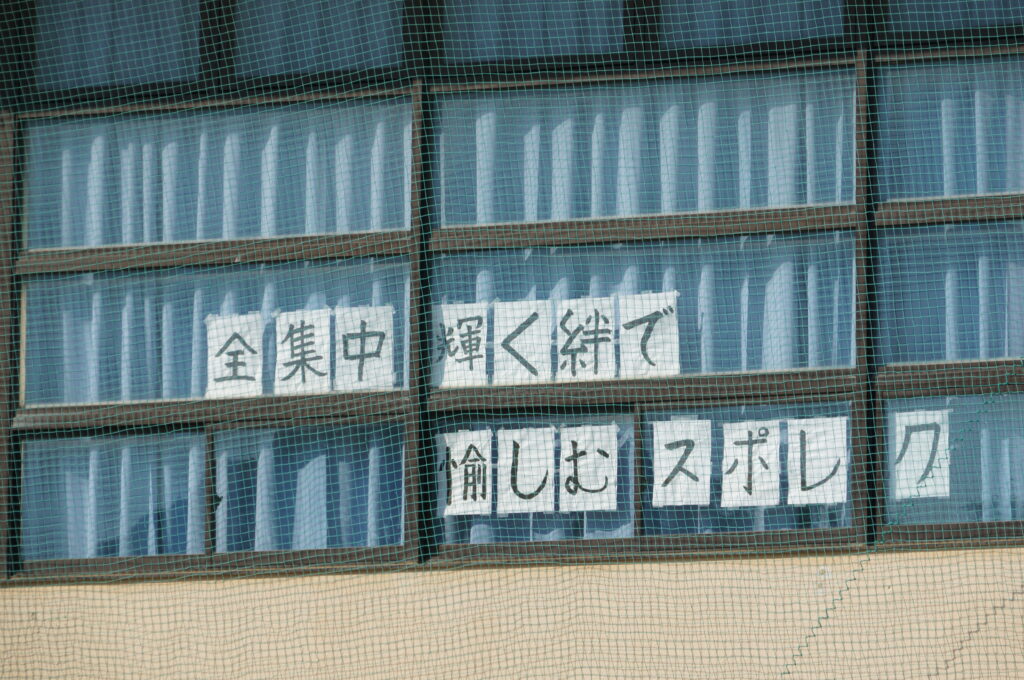 全集中 輝く絆で
愉しむ スポレク